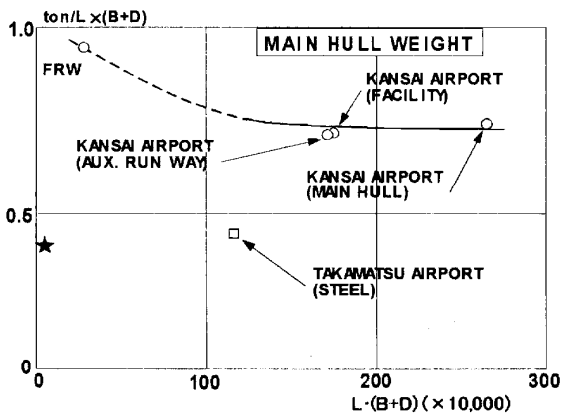 ton/L ×(B+D)
1.0
MAIN HULL WEIGHT
FRW
KANSAI AIRPORT
(FACILITY)
KANSAI AIRPORT
(AUX. RUN WAY)
KANSAI AIRPORT
(MAIN HULL)
0.5
TAKAMATSU AIRPORT
(STEEL)
0
0
100
200
300
L·(B+D) (×10,000)